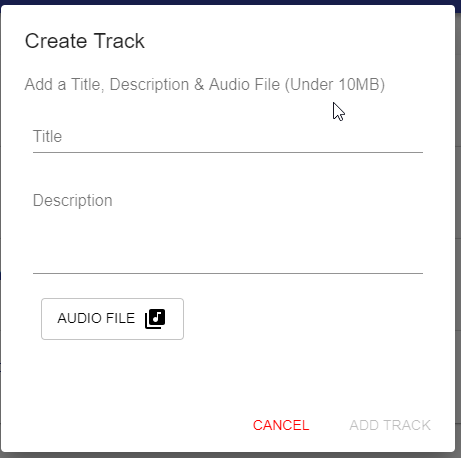 Create Track
Add a Title, Description & Audio File (Under 10MB)
Title
Description
AUDIO FILE
CANCEL ADD TRACK